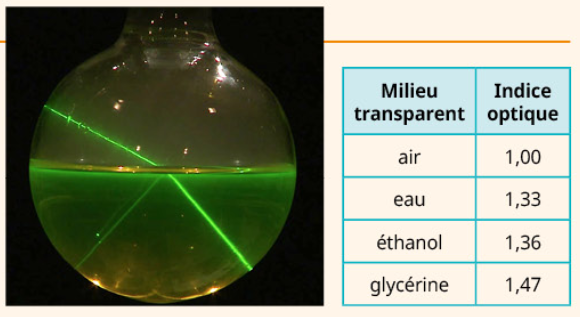 Milieu Indice
transparent optique
air 1,00
eau 1,33
éthanol 1,36
glycérine 1,47